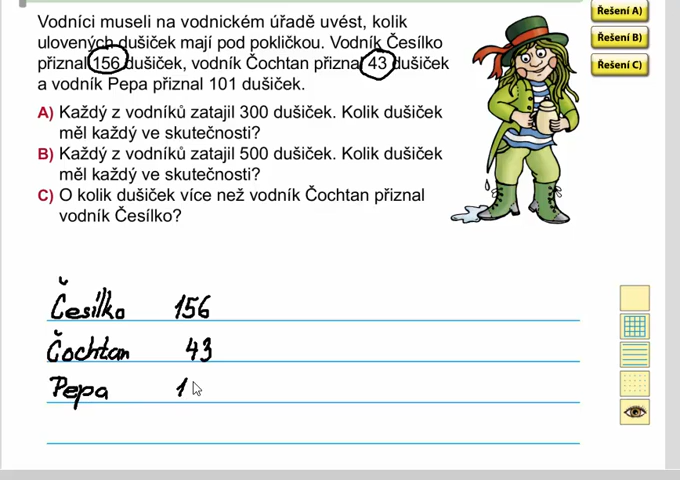 Vodníci museli na vodnickém úřadě uvést, kolik
ulovených dušiček mají pod pokličkou. Vodník Česílko
přiznal 156 dušiček, vodník Čochtan přiznal 43 dušiček
a vodník Pepa přiznal 101 dušiček.
A) Každý z vodníků zatajil 300 dušiček. Kolik dušiček
měl každý ve skutečnosti?
B) Každý z vodníků zatajil 500 dušiček. Kolik dušiček
měl každý ve skutečnosti?
C) O kolik dušiček více než vodník Čochtan přiznal
vodník Česílko?
Řešení A)
Řešení B)
Řešení C)
Česílko 156
Čochtan 43
Pepa 1